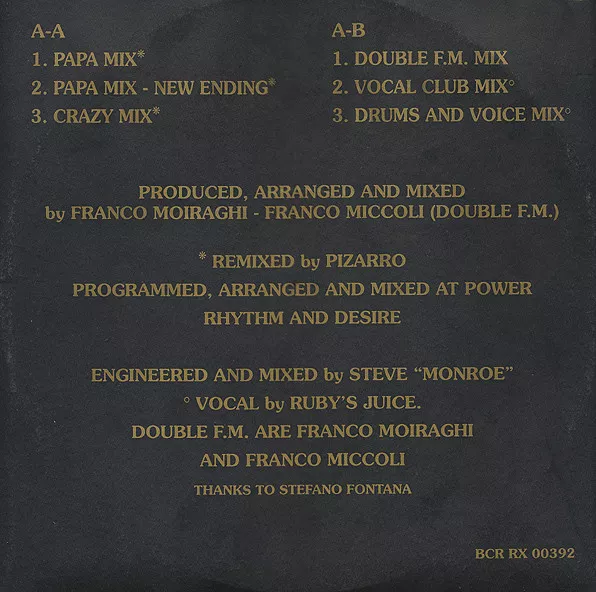 A-A
1. PAPA MIX*
2. PAPA MIX - NEW ENDING*
3. CRAZY MIX*
A-B
1. DOUBLE F.M. MIX
2. VOCAL CLUB MIX°
3. DRUMS AND VOICE MIX°
PRODUCED, ARRANGED AND MIXED
by FRANCO MOIRAGHI - FRANCO MICCOLI (DOUBLE F.M.)
* REMIXED by PIZARRO
PROGRAMMED, ARRANGED AND MIXED AT POWER
RHYTHM AND DESIRE
ENGINEERED AND MIXED by STEVE “MONROE”
° VOCAL by RUBY'S JUICE.
DOUBLE F.M. ARE FRANCO MOIRAGHI
AND FRANCO MICCOLI
THANKS TO STEFANO FONTANA
BCR RX 00392